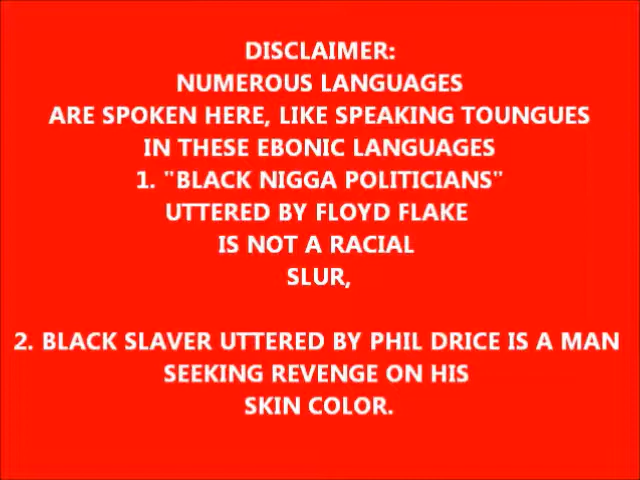 DISCLAIMER:
NUMEROUS LANGUAGES
ARE SPOKEN HERE, LIKE SPEAKING TOUNGUES
IN THESE EBONIC LANGUAGES
1. "BLACK NIGGA POLITICIANS"
UTTERED BY FLOYD FLAKE
IS NOT A RACIAL
SLUR,
2. BLACK SLAVER UTTERED BY PHIL DRICE IS A MAN
SEEKING REVENGE ON HIS
SKIN COLOR.